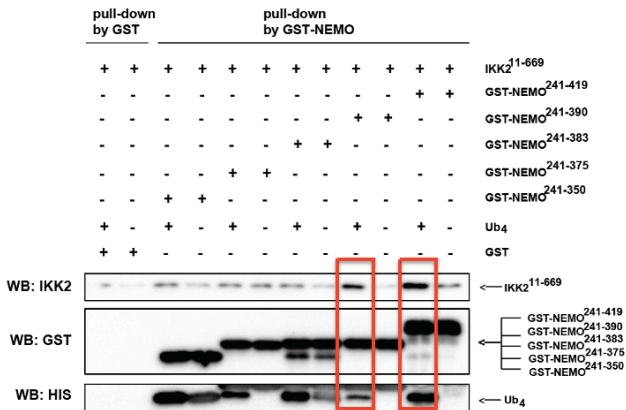 pull-down by GST pull-down by GST-NEMO
+ + + + + + + + + + + + IKK2 11-669
- - - - - - - - - - + + GST-NEMO 241-419
- - - - - - - - + + - - GST-NEMO 241-390
- - - - - - + + - - - - GST-NEMO 241-383
- - - - + + - - - - - - GST-NEMO 241-375
- - + + - - - - - - - - GST-NEMO 241-350
+ - + - + - + - + - + - Ub4
+ + - - - - - - - - - - GST
WB: IKK2 ← IKK2 11-669
WB: GST
GST-NEMO 241-419
GST-NEMO 241-390
GST-NEMO 241-383
GST-NEMO 241-375
GST-NEMO 241-350
WB: HIS ← Ub4